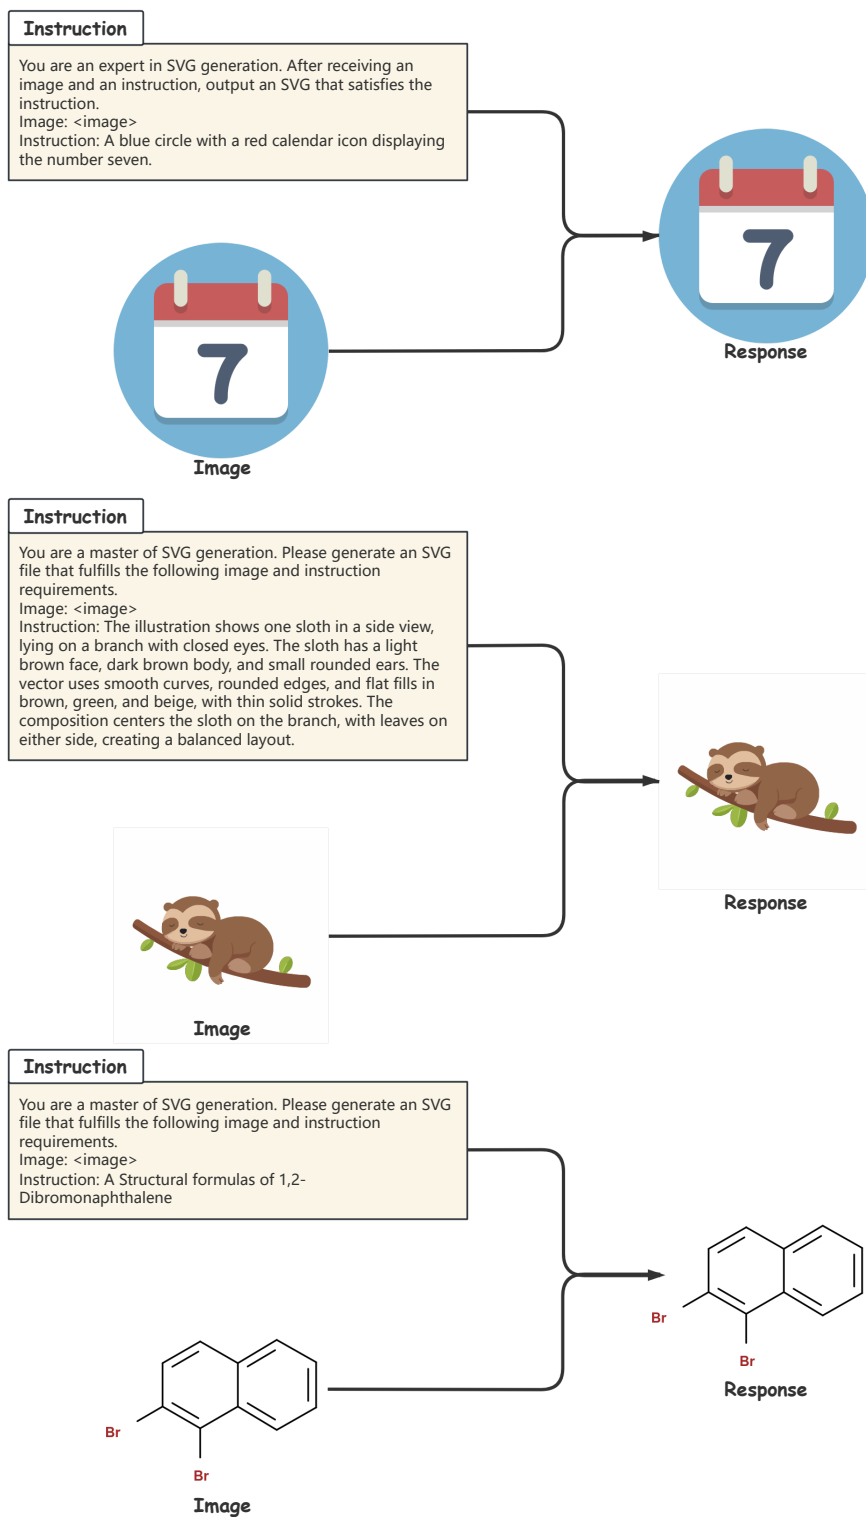 Instruction
You are an expert in SVG generation. After receiving an
image and an instruction, output an SVG that satisfies the
instruction.
Image: <image>
Instruction: A blue circle with a red calendar icon displaying
the number seven.
7
Response
7
Image
Instruction
You are a master of SVG generation. Please generate an SVG
file that fulfills the following image and instruction
requirements.
Image: <image>
Instruction: The illustration shows one sloth in a side view,
lying on a branch with closed eyes. The sloth has a light
brown face, dark brown body, and small rounded ears. The
vector uses smooth curves, rounded edges, and flat fills in
brown, green, and beige, with thin solid strokes. The
composition centers the sloth on the branch, with leaves on
either side, creating a balanced layout.
Response
Image
Instruction
You are a master of SVG generation. Please generate an SVG
file that fulfills the following image and instruction
requirements.
Image: <image>
Instruction: A Structural formulas of 1,2-
Dibromonaphthalene
Br
Br
Response
Br
Br
Image